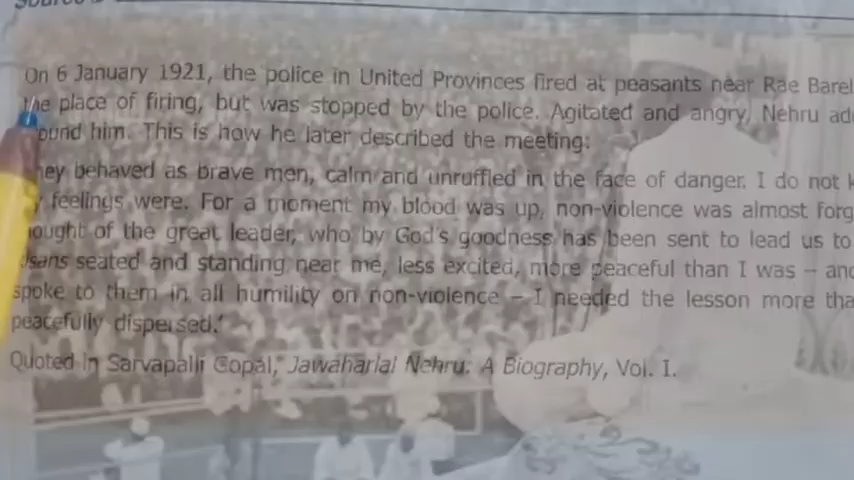 On 6 January 1921, the police in United Provinces fired at peasants near Rae Barel
the place of firing, but was stopped by the police. Agitated and angry, Nehru ad
ound him. This is how he later described the meeting:
hey behaved as brave men, calm and unruffled in the face of danger. I do not k
y feelings were. For a moment my blood was up, non-violence was almost forg
ought of the great leader, who by God's goodness has been sent to lead us to
sans seated and standing near me, less excited, more peaceful than I was – and
spoke to them in all humility on non-violence – I needed the lesson more tha
peacefully dispersed.'
Quoted in Sarvapalli Gopal, Jawaharlal Nehru: A Biography, Vol. I.